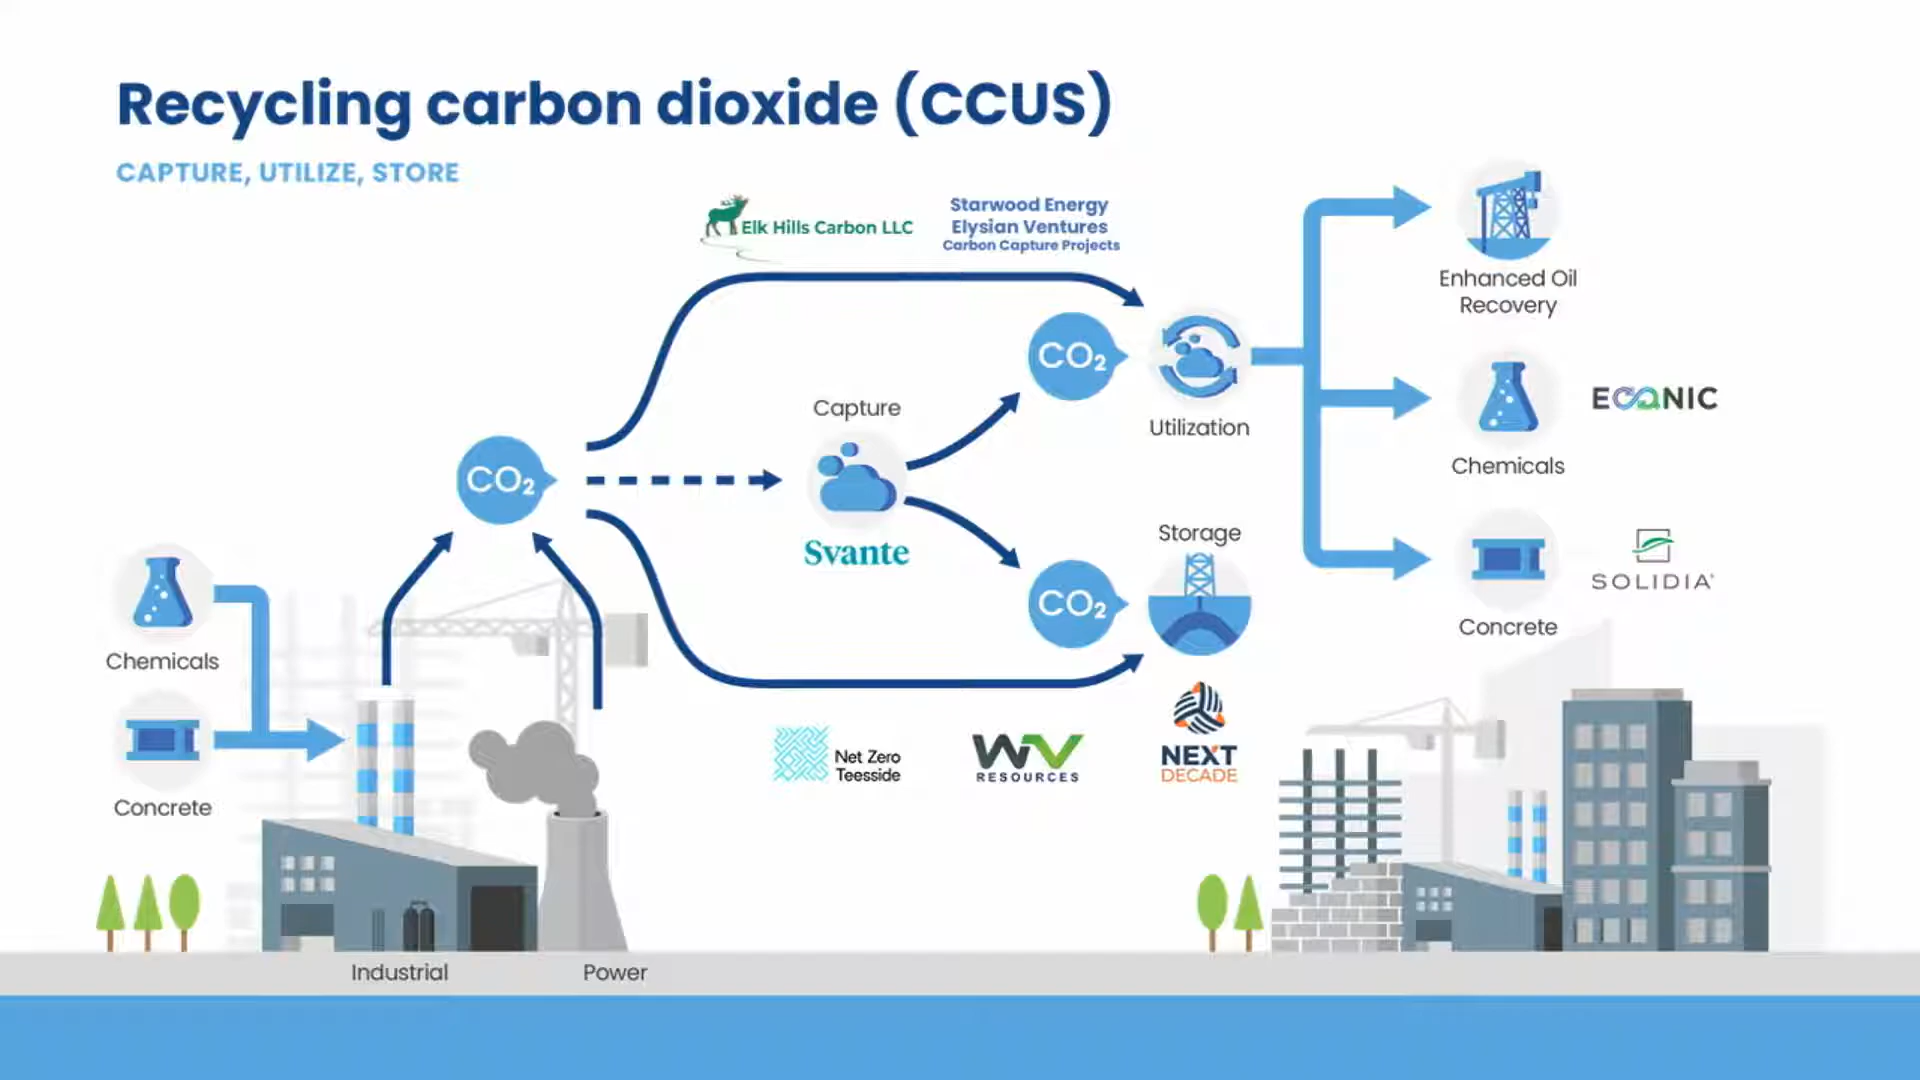 Recycling carbon dioxide (CCUS)
CAPTURE, UTILIZE, STORE
Elk Hills Carbon LLC
Starwood Energy
Elysian Ventures
Carbon Capture Projects
Enhanced Oil
Recovery
CO₂
Utilization
Capture
ECONIC
Chemicals
CO₂
Svante
Storage
CO₂
SOLIDIA
Concrete
Chemicals
Net Zero
Teesside
WV
RESOURCES
NEXT
DECADE
Concrete
Industrial
Power